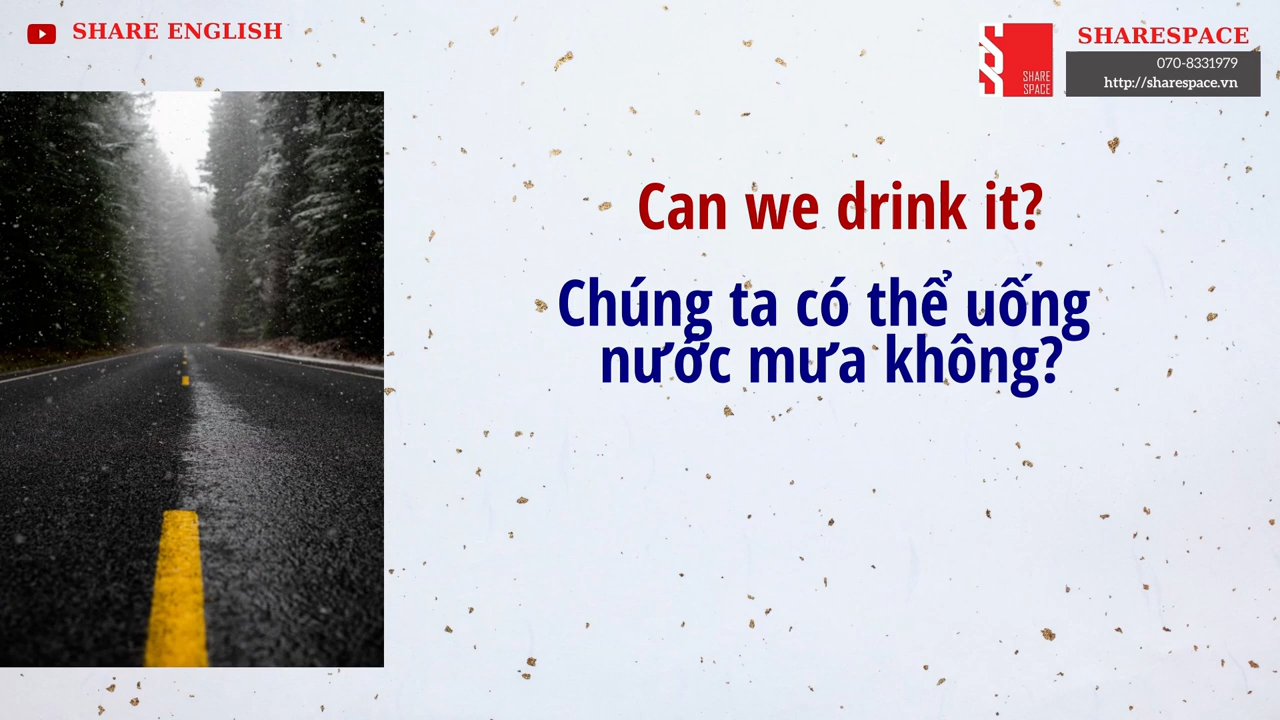 SHARE ENGLISH
SHARESPACE
070-8331979
http://sharespace.vn
SHARE
SPACE
Can we drink it?
Chúng ta có thể uống
nước mưa không?